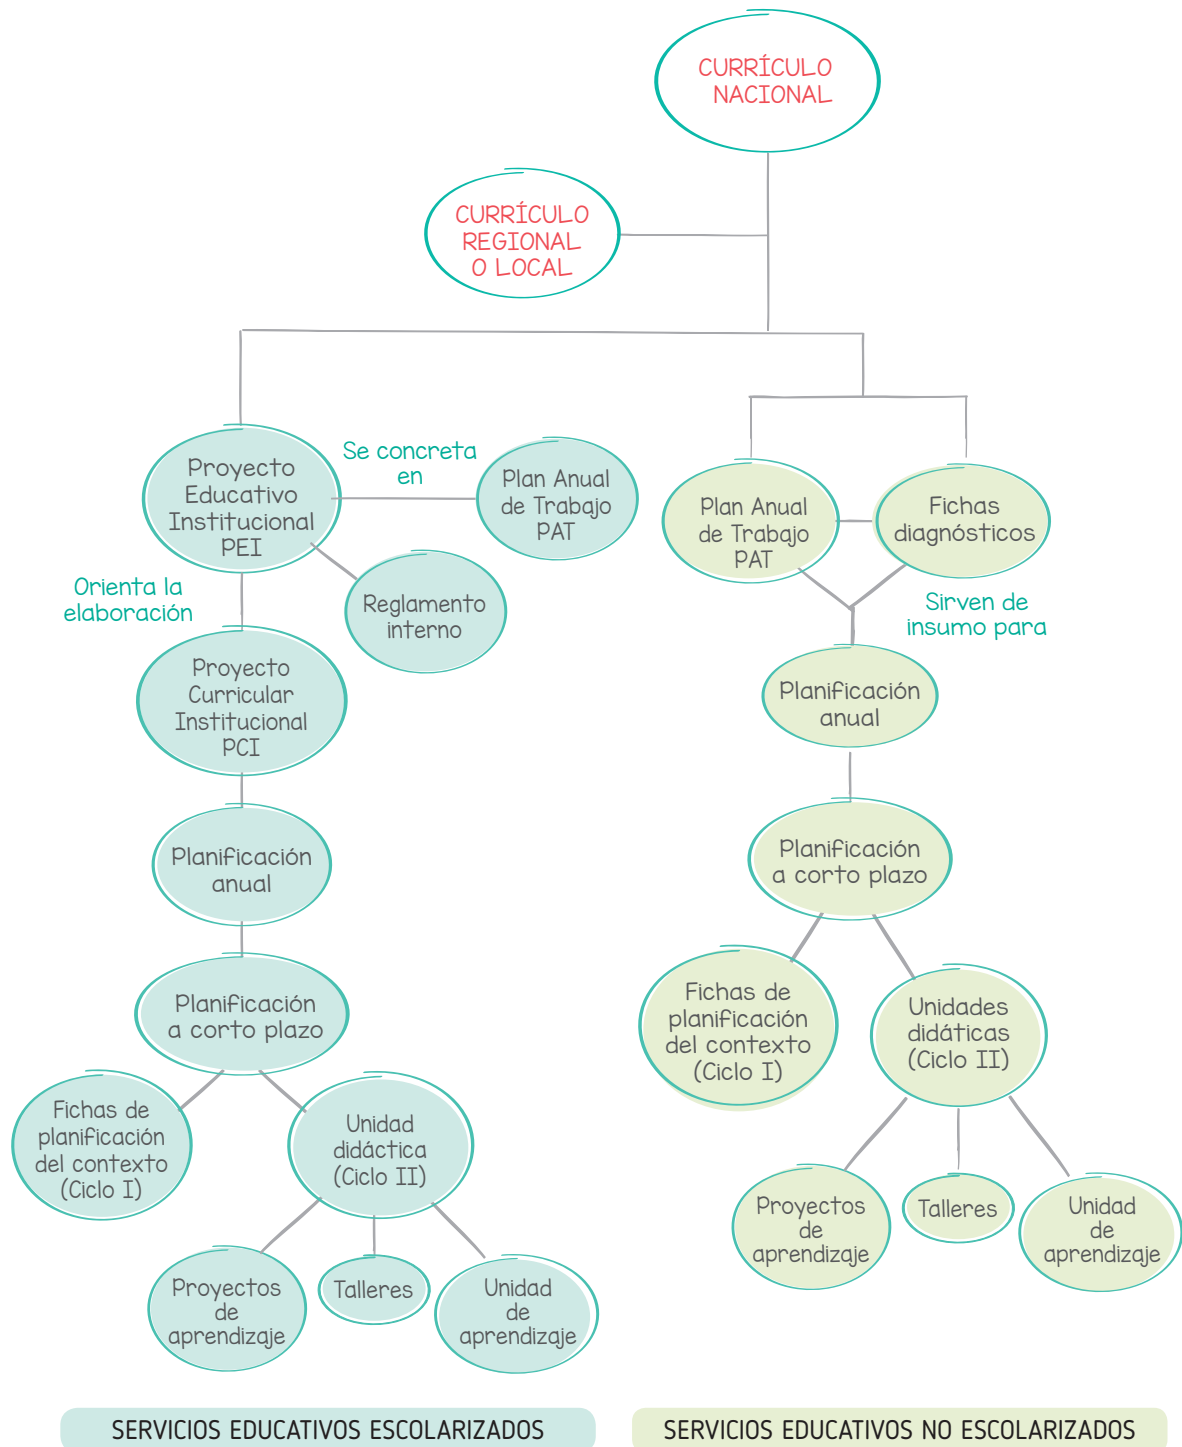 CURRÍCULO
NACIONAL
CURRÍCULO
REGIONAL
O LOCAL
Proyecto
Educativo
Institucional
PEI
Se concreta
en
Plan Anual
de Trabajo
PAT
Reglamento
interno
Orienta la
elaboración
Proyecto
Curricular
Institucional
PCI
Planificación
anual
Planificación
a corto plazo
Fichas de
planificación
del contexto
(Ciclo I)
Unidad
didáctica
(Ciclo II)
Proyectos
de
aprendizaje
Talleres
Unidad
de
aprendizaje
SERVICIOS EDUCATIVOS ESCOLARIZADOS
Plan Anual
de Trabajo
PAT
Fichas
diagnósticos
Sirven de
insumo para
Planificación
anual
Planificación
a corto plazo
Fichas de
planificación
del contexto
(Ciclo I)
Unidades
didáticas
(Ciclo II)
Proyectos
de
aprendizaje
Talleres
Unidad
de
aprendizaje
SERVICIOS EDUCATIVOS NO ESCOLARIZADOS